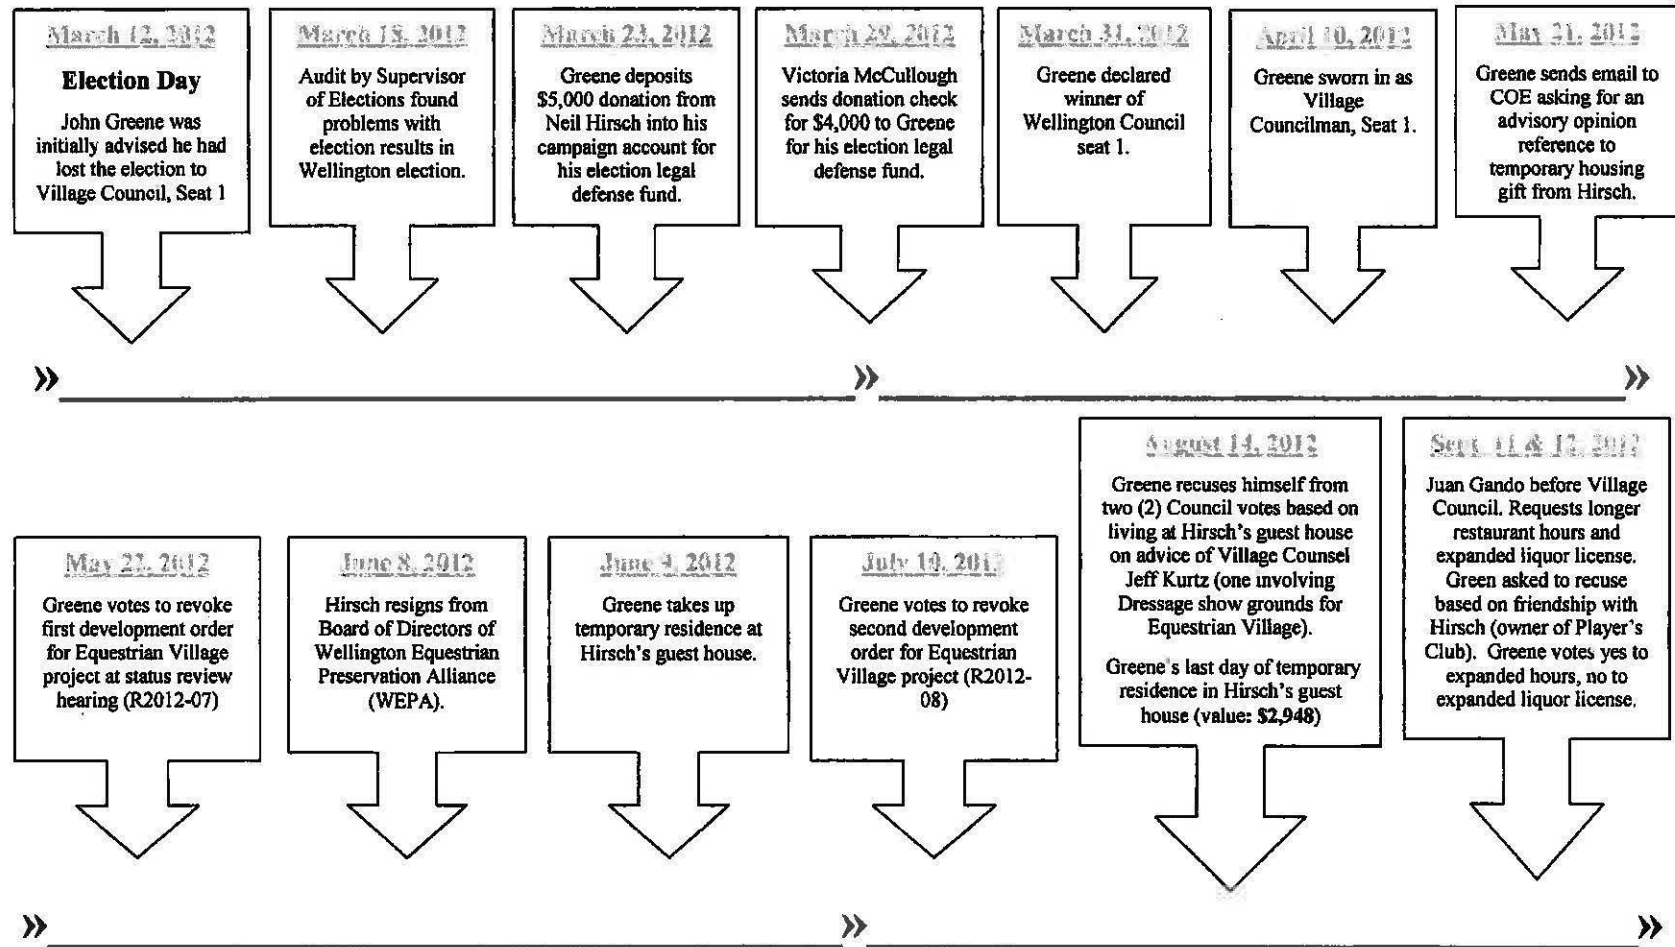 March 12, 2012
Election Day
John Greene was
initially advised he had
lost the election to
Village Council, Seat 1
March 18, 2012
Audit by Supervisor
of Elections found
problems with
election results in
Wellington election.
March 23, 2012
Greene deposits
$5,000 donation from
Neil Hirsch into his
campaign account for
his election legal
defense fund.
March 29, 2012
Victoria McCullough
sends donation check
for $4,000 to Greene
for his election legal
defense fund.
March 31, 2012
Greene declared
winner of
Wellington Council
seat 1.
April 10, 2012
Greene sworn in as
Village
Councilman, Seat 1.
May 21, 2012
Greene sends email to
COE asking for an
advisory opinion
reference to
temporary housing
gift from Hirsch.
»
»
»
May 22, 2012
Greene votes to revoke
first development order
for Equestrian Village
project at status review
hearing (R2012-07)
June 8, 2012
Hirsch resigns from
Board of Directors of
Wellington Equestrian
Preservation Alliance
(WEPA).
June 9, 2012
Greene takes up
temporary residence at
Hirsch's guest house.
July 10, 2012
Greene votes to revoke
second development
order for Equestrian
Village project (R2012-
08)
August 14, 2012
Greene recuses himself from
two (2) Council votes based on
living at Hirsch's guest house
on advice of Village Counsel
Jeff Kurtz (one involving
Dressage show grounds for
Equestrian Village).
Greene's last day of temporary
residence in Hirsch's guest
house (value: $2,948)
Sept. 11 & 12, 2012
Juan Gando before Village
Council. Requests longer
restaurant hours and
expanded liquor license.
Green asked to recuse
based on friendship with
Hirsch (owner of Player's
Club). Greene votes yes to
expanded hours, no to
expanded liquor license.
»
»
»